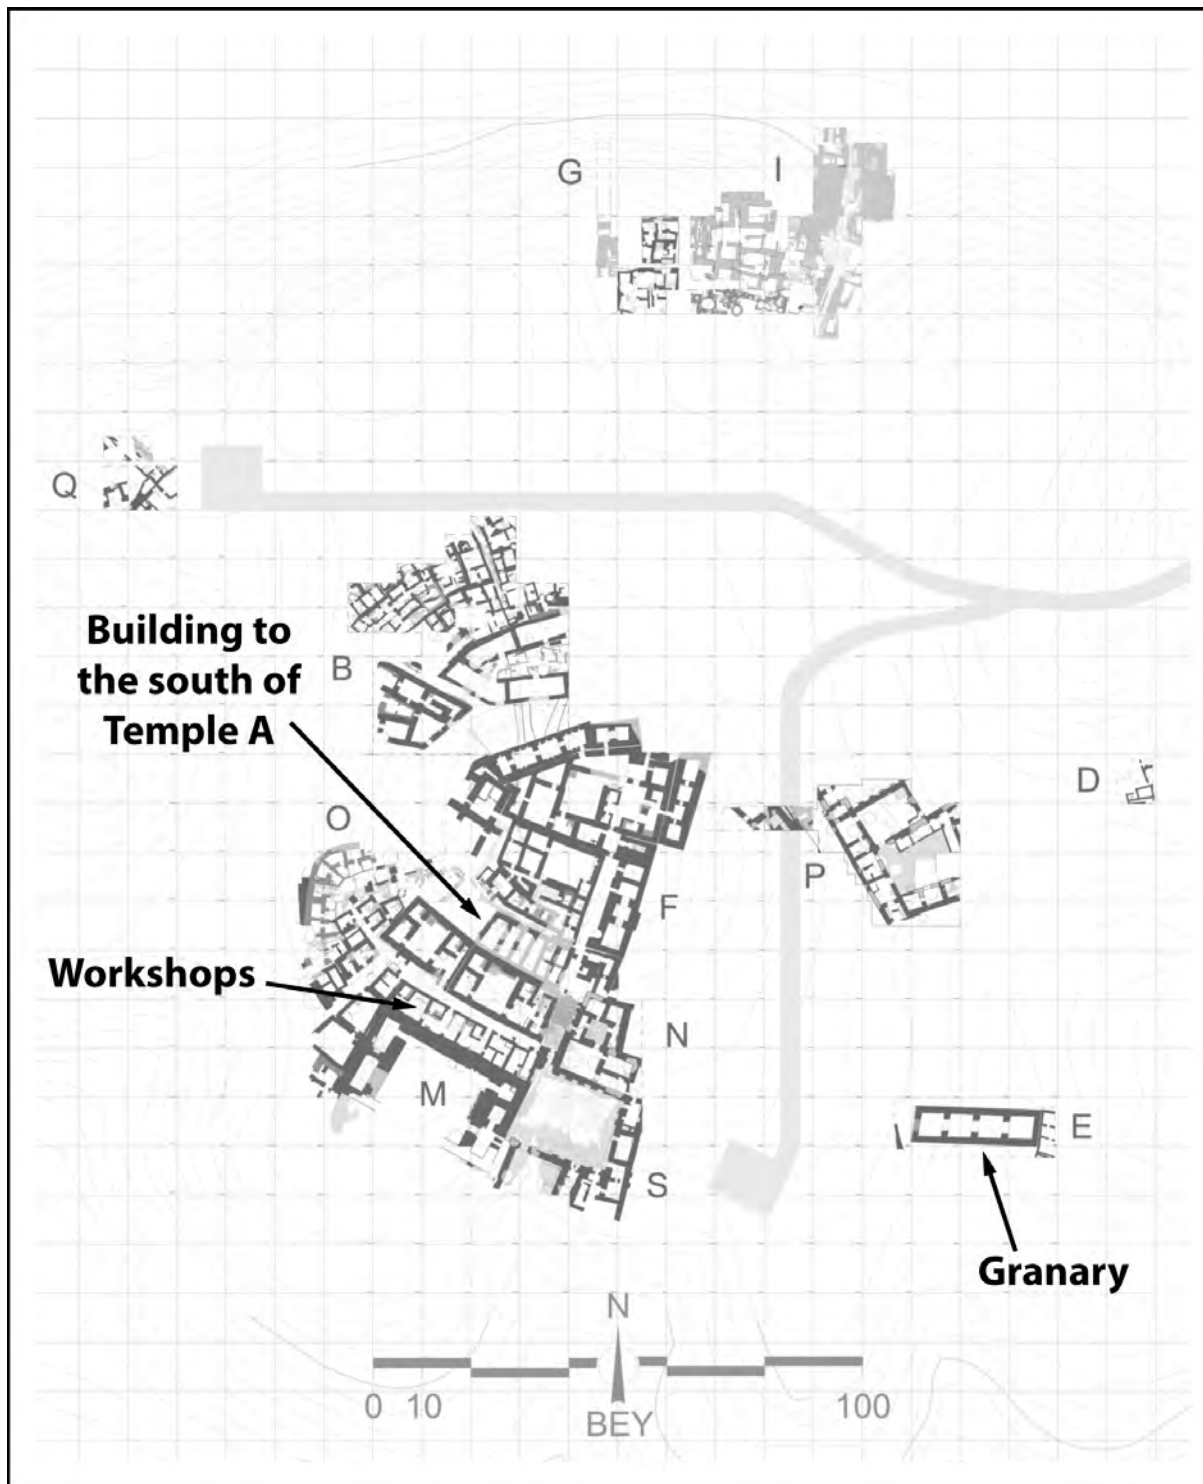 G
I
Q
Building to
the south of
Temple A
B
D
O
P
F
Workshops
N
M
E
S
Granary
N
0 10 100
BEY